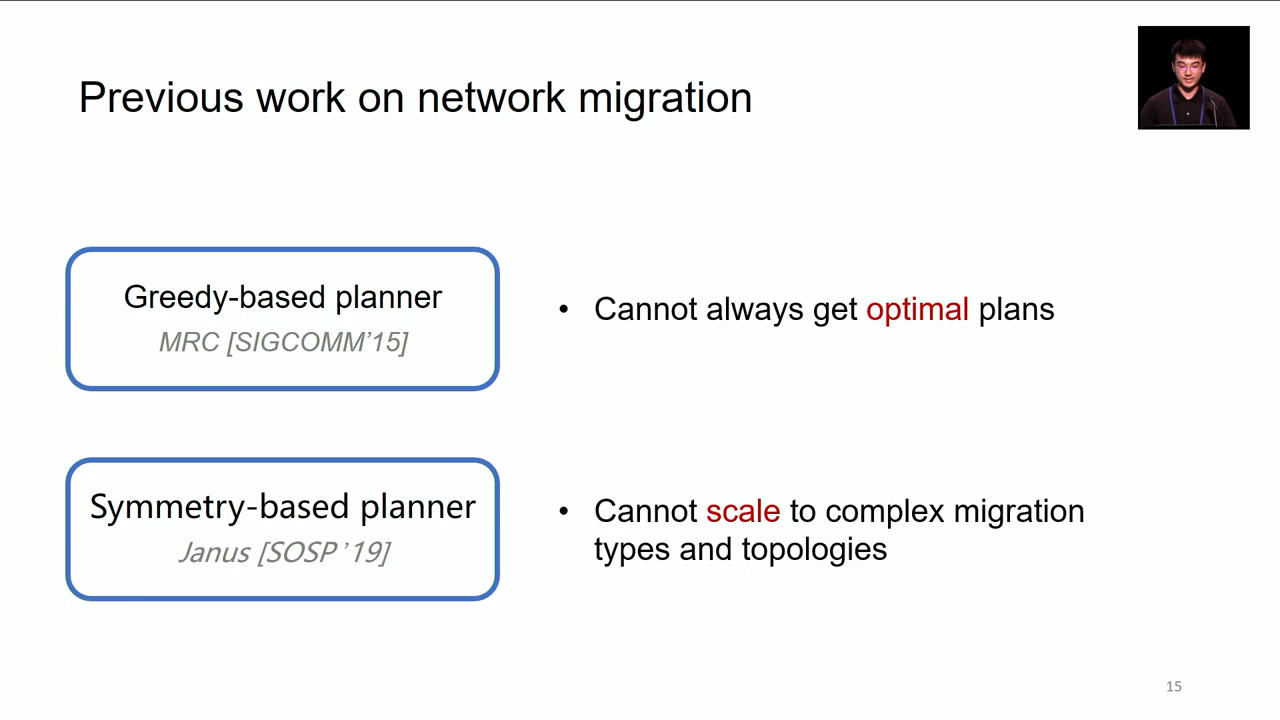 Previous work on network migration
Greedy-based planner
MRC [SIGCOMM’15]
• Cannot always get optimal plans
Symmetry-based planner
Janus [SOSP’19]
• Cannot scale to complex migration
types and topologies
15